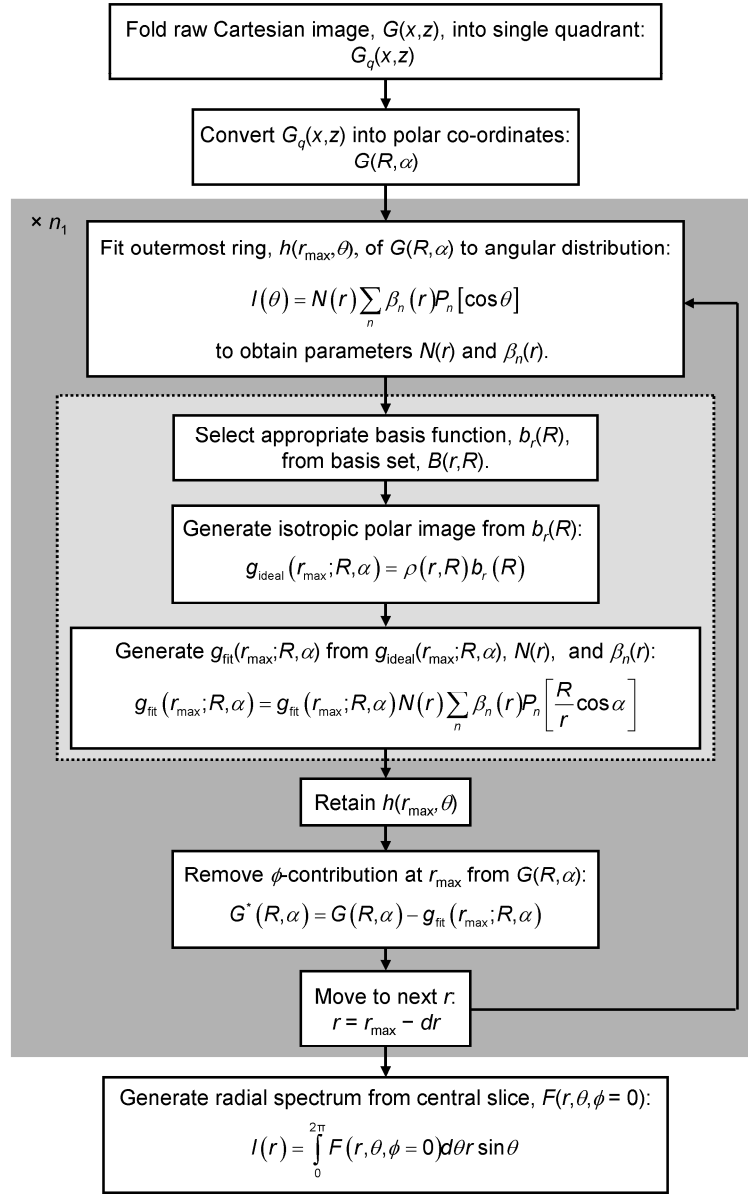 Fold raw Cartesian image, G(x,z), into single quadrant:
G_q(x,z)
Convert G_q(x,z) into polar co-ordinates:
G(R,α)
× n₁
Fit outermost ring, h(r_max,θ), of G(R,α) to angular distribution:
I(θ) = N(r) ∑_n β_n(r)P_n[cosθ]
to obtain parameters N(r) and β_n(r).
Select appropriate basis function, b_r(R),
from basis set, B(r,R).
Generate isotropic polar image from b_r(R):
g_ideal(r_max;R,α) = ρ(r,R)b_r(R)
Generate g_fit(r_max;R,α) from g_ideal(r_max;R,α), N(r), and β_n(r):
g_fit(r_max;R,α) = g_fit(r_max;R,α)N(r) ∑_n β_n(r)P_n[R/r cosα]
Retain h(r_max,θ)
Remove ϕ-contribution at r_max from G(R,α):
G*(R,α) = G(R,α) – g_fit(r_max;R,α)
Move to next r:
r = r_max − dr
Generate radial spectrum from central slice, F(r,θ,ϕ = 0):
I(r) = ∫_0^2π F(r,θ,ϕ = 0)dθr sinθ